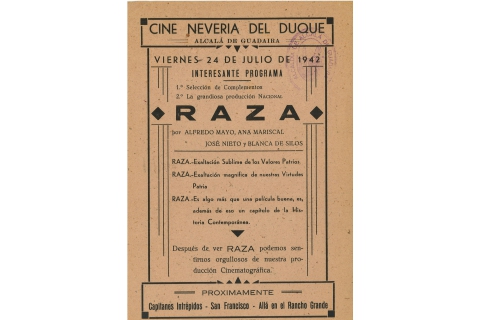 CINE NEVERIA DEL DUQUE
ALCALÁ DE GUADAIRA
VIERNES 24 DE JULIO DE 1942
INTERESANTE PROGRAMA
1.º Selección de Complementos
2.º La grandiosa producción NACIONAL
RAZA
por ALFREDO MAYO, ANA MARISCAL
JOSÉ NIETO y BLANCA DE SILOS
RAZA.-Exaltación Sublime de los Valores Patrios.
RAZA.-Exaltación magnífica de nuestras Virtudes
Patria
RAZA.-Es algo más que una película buena, es,
además de eso un capítulo de la His-
toria Contemporánea.
Después de ver RAZA podemos sen-
tirnos orgullosos de nuestra pro-
ducción Cinematográfica.
PROXIMAMENTE
Capitanes Intrépidos - San Francisco - Allá en el Rancho Grande